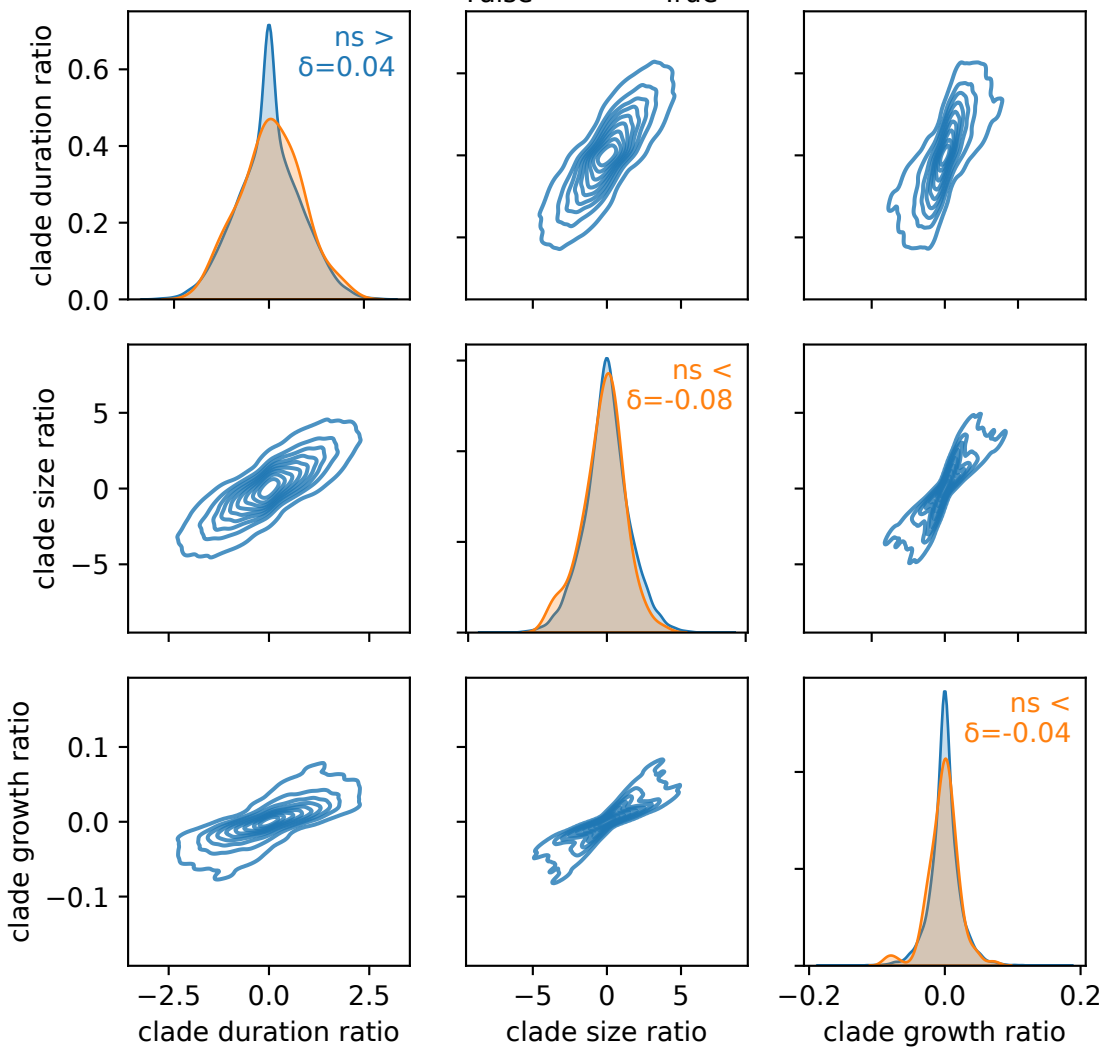 clade duration ratio
0.6
0.4
0.2
0.0
ns >
δ=0.04
clade size ratio
5
0
−5
ns <
δ=-0.08
clade growth ratio
0.1
0.0
−0.1
ns <
δ=-0.04
−2.5 0.0 2.5
−5 0 5
−0.2 0.0 0.2
clade duration ratio
clade size ratio
clade growth ratio